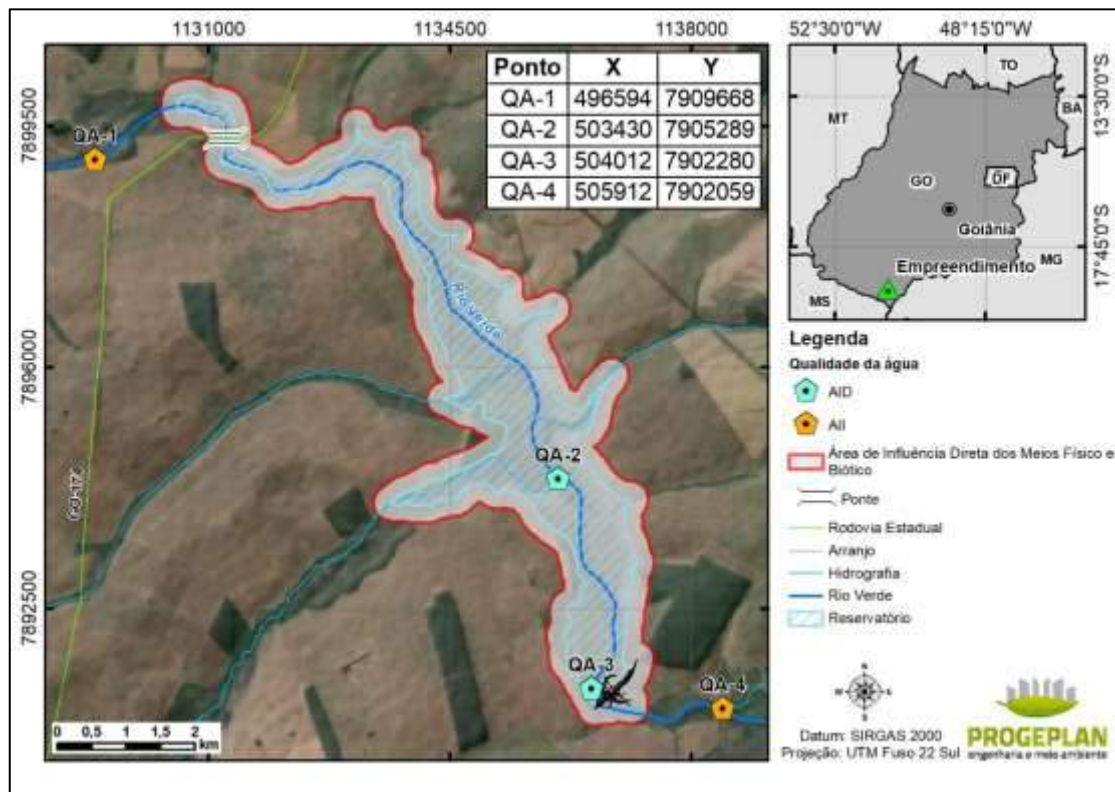 1131000 1134500 1138000
7899500
7896000
7892500
Ponto X Y
QA-1 496594 7909668
QA-2 503430 7905289
QA-3 504012 7902280
QA-4 505912 7902059
QA-1
Rio Verde
QA-2
QA-3
QA-4
0 0,5 1 2
km
52°30'0"S 48°15'0"S
13°30'0"S
17°45'0"S
TO
BA
MT
GO
DF
Goiânia
MG
Empreendimento
MS
Legenda
Qualidade da água
AID
AII
Área de Influência Direta dos Meios Físico e
Biótico
Ponte
Rodovia Estadual
Arranjo
Hidrografia
Rio Verde
Reservatório
N
W E
S
Datum: SIRGAS 2000
Projeção: UTM Fuso 22 Sul
PROGEPLAN
engenharia e meio ambiente